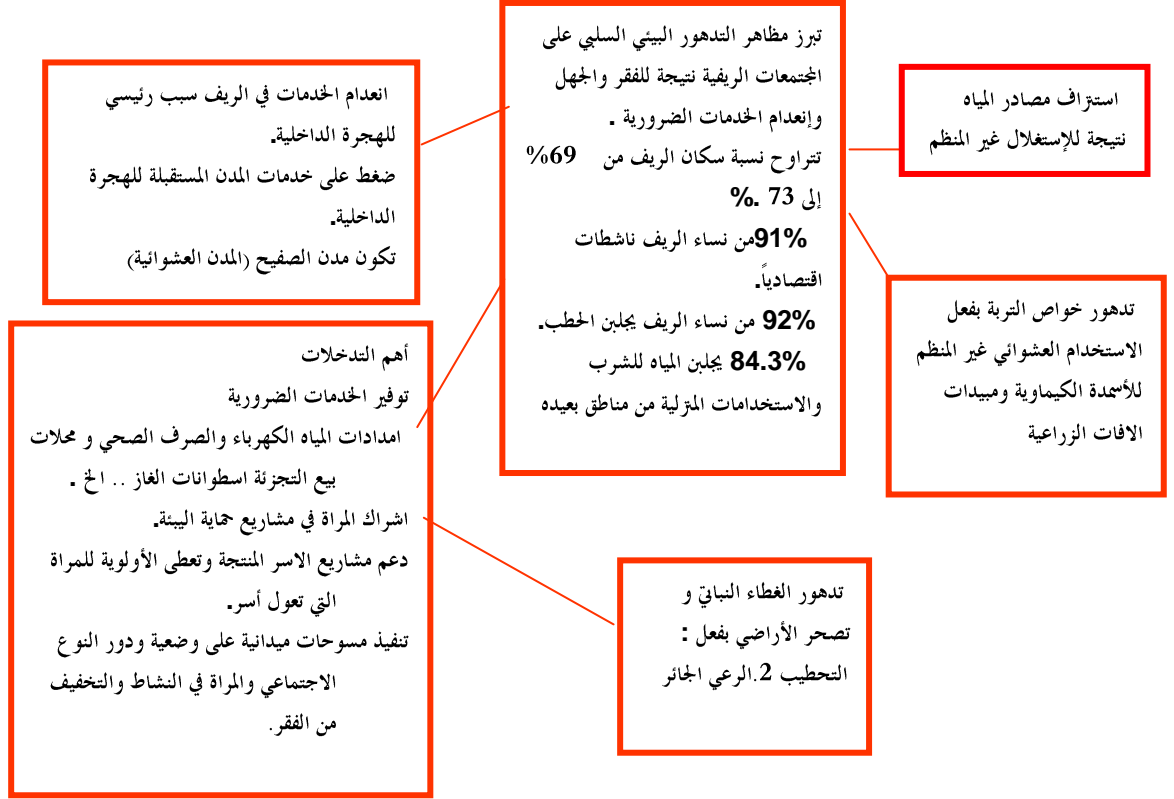 تبرز مظاهر التدهور البيئي السلبي على
المجتمعات الريفية نتيجة للفقر والجهل
وإنعدام الخدمات الضرورية .
تتراوح نسبة سكان الريف من 69%
إلى 73 .%
91%من نساء الريف ناشطات
اقتصادياً.
92% من نساء الريف يجلبن الحطب.
84.3% يجلبن المياه للشرب
والاستخدامات المنزلية من مناطق بعيده
استنزاف مصادر المياه
نتيجة للإستغلال غير المنظم
انعدام الخدمات في الريف سبب رئيسي
للهجرة الداخلية.
ضغط على خدمات المدن المستقبلة للهجرة
الداخلية.
تكون مدن الصفيح (المدن العشوائية)
تدهور خواص التربة بفعل
الاستخدام العشوائي غير المنظم
للأسمدة الكيماوية ومبيدات
الافات الزراعية
أهم التدخلات
توفير الخدمات الضرورية
امدادات المياه الكهرباء والصرف الصحي و محلات
بيع التجزئة اسطوانات الغاز .. الخ .
اشراك المراة في مشاريع حماية البيئة.
دعم مشاريع الاسر المنتجة وتعطى الأولوية للمراة
التي تعول أسر.
تنفيذ مسوحات ميدانية على وضعية ودور النوع
الاجتماعي والمراة في النشاط والتخفيف
من الفقر.
تدهور الغطاء النباتي و
تصحر الأراضي بفعل :
التحطيب 2.الرعي الجائر